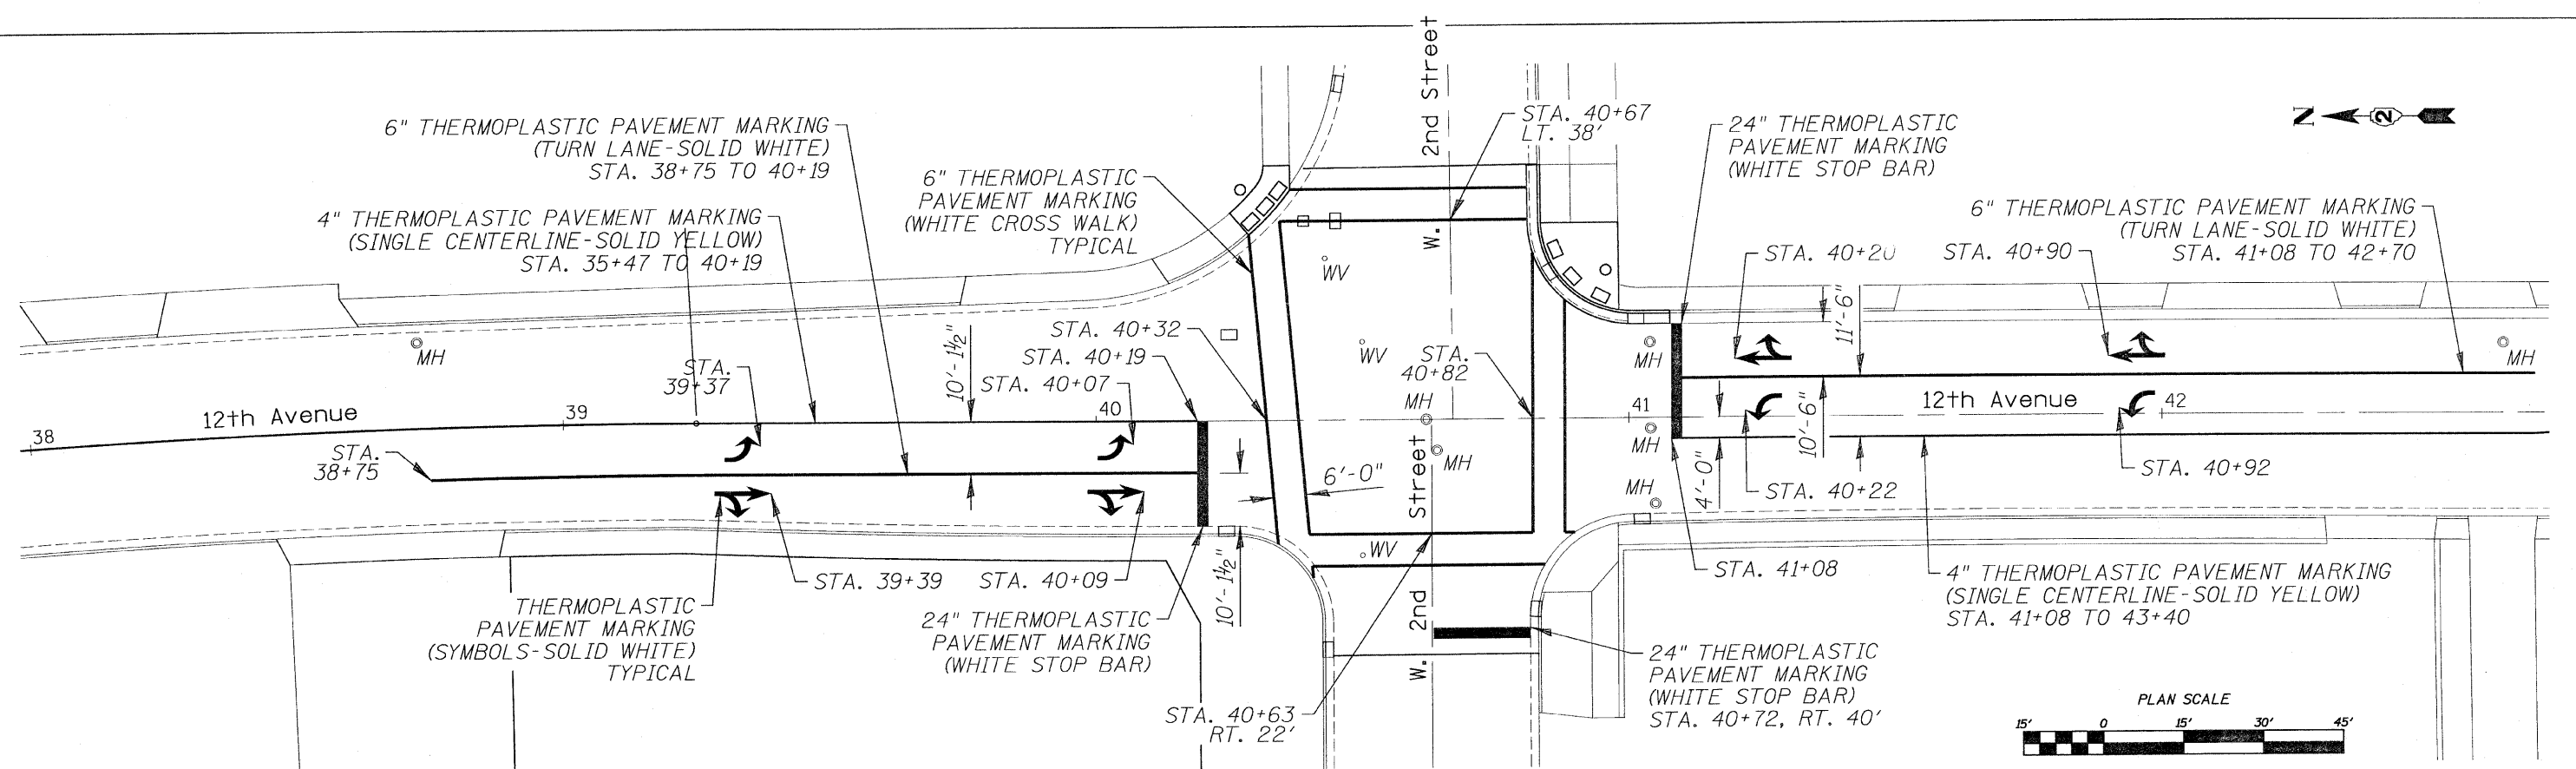 W. 2nd Street
6" THERMOPLASTIC PAVEMENT MARKING
(TURN LANE-SOLID WHITE)
STA. 38+75 TO 40+19
4" THERMOPLASTIC PAVEMENT MARKING
(SINGLE CENTERLINE-SOLID YELLOW)
STA. 35+47 TO 40+19
6" THERMOPLASTIC
PAVEMENT MARKING
(WHITE CROSS WALK)
TYPICAL
STA. 40+67
LT. 38'
24" THERMOPLASTIC
PAVEMENT MARKING
(WHITE STOP BAR)
N
2
6" THERMOPLASTIC PAVEMENT MARKING
(TURN LANE-SOLID WHITE)
STA. 41+08 TO 42+70
STA. 40+20
STA. 40+90
11'-6"
WV
WV
MH
STA.
39+37
10'-1½"
STA. 40+32
STA. 40+19
STA. 40+07
STA.
40+82
MH
MH
MH
12th Avenue
38
39
40
41
42
12th Avenue
MH
10'-6"
4'-0"
STA.
38+75
6'-0"
MH
MH
STA. 40+22
STA. 40+92
Street
WV
STA. 39+39
STA. 40+09
10'-1½"
STA. 41+08
THERMOPLASTIC
PAVEMENT MARKING
(SYMBOLS-SOLID WHITE)
TYPICAL
24" THERMOPLASTIC
PAVEMENT MARKING
(WHITE STOP BAR)
W. 2nd
4" THERMOPLASTIC PAVEMENT MARKING
(SINGLE CENTERLINE-SOLID YELLOW)
STA. 41+08 TO 43+40
STA. 40+63
RT. 22'
24" THERMOPLASTIC
PAVEMENT MARKING
(WHITE STOP BAR)
STA. 40+72, RT. 40'
PLAN SCALE
15' 0 15' 30' 45'